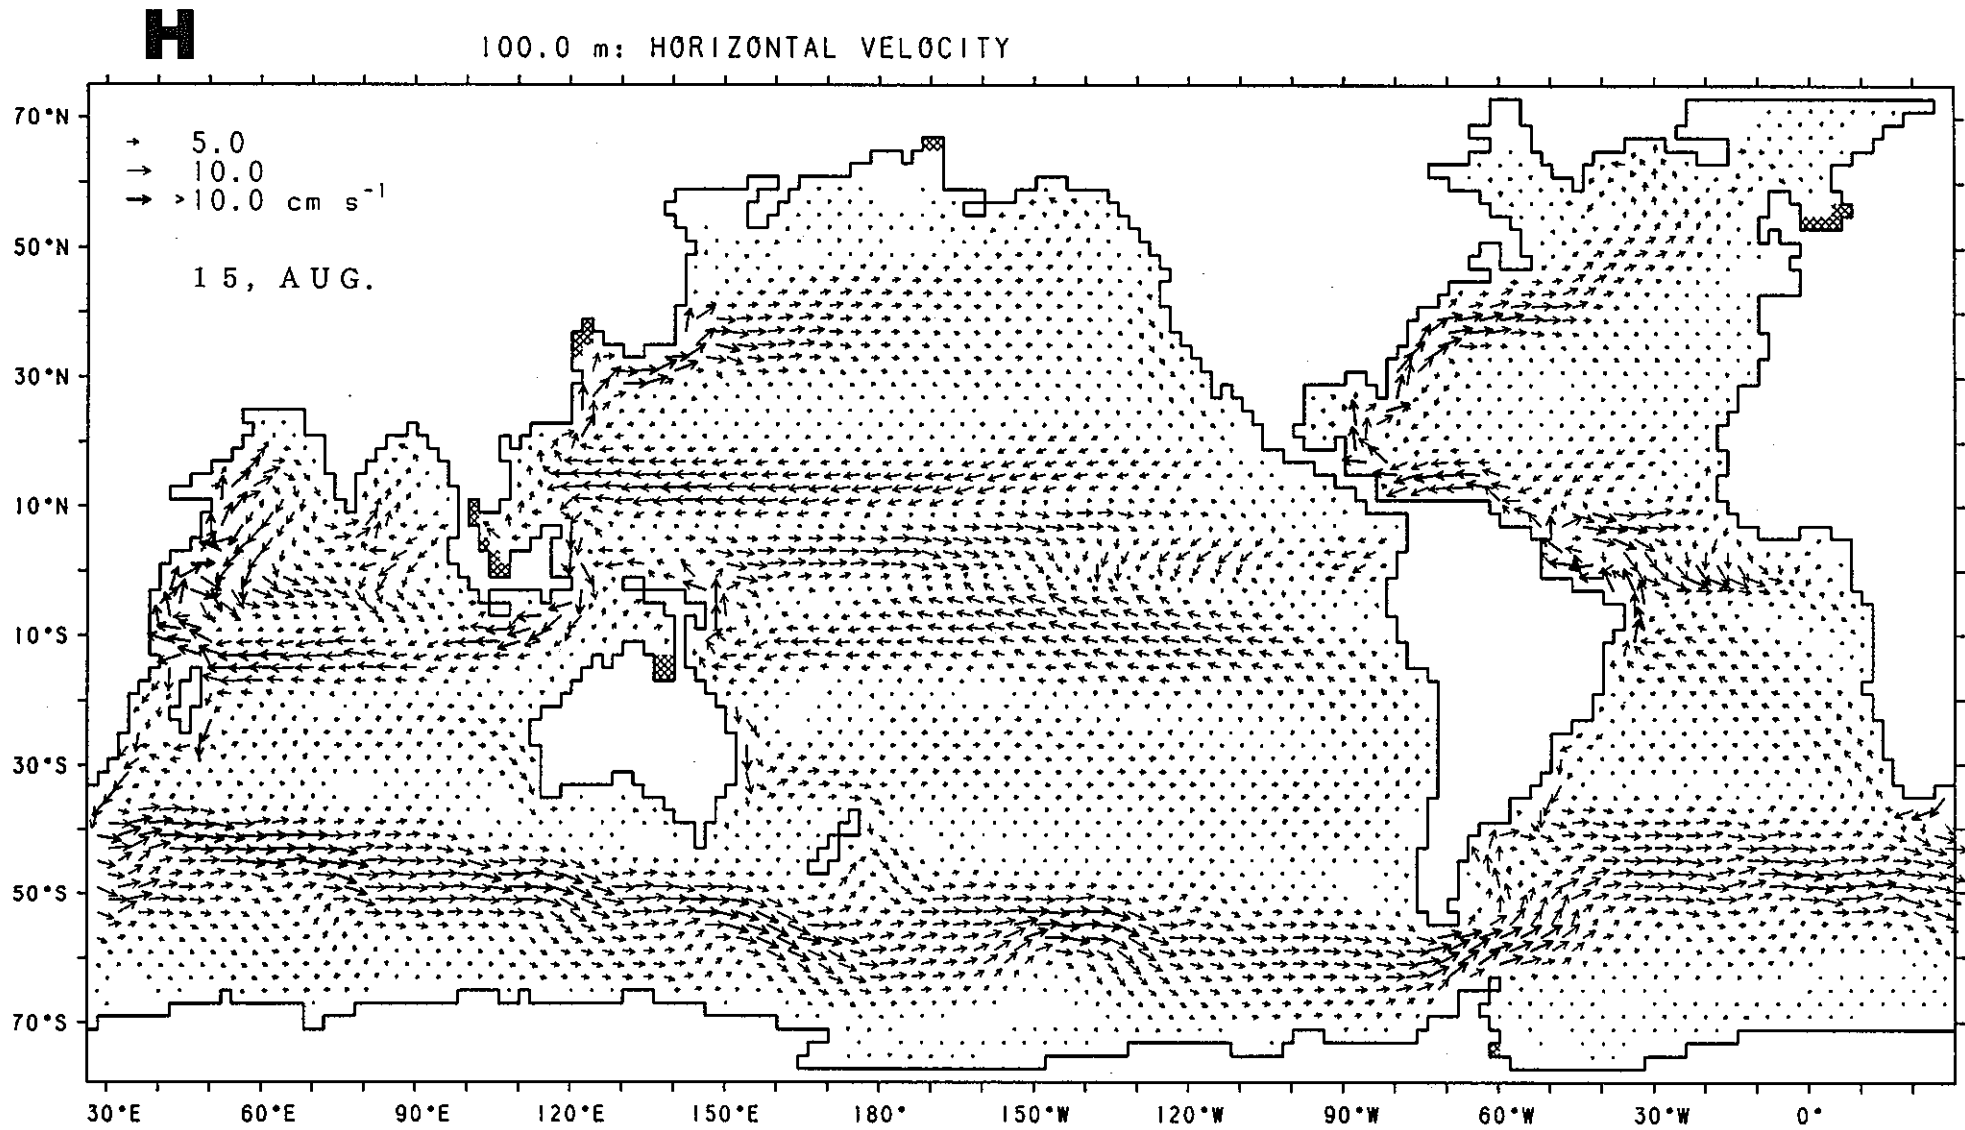 H
100.0 m: HORIZONTAL VELOCITY
70°N
50°N
30°N
10°N
10°S
30°S
50°S
70°S
5.0
10.0
>10.0 cm s⁻¹
15, AUG.
30°E 60°E 90°E 120°E 150°E 180° 150°W 120°W 90°W 60°W 30°W 0°